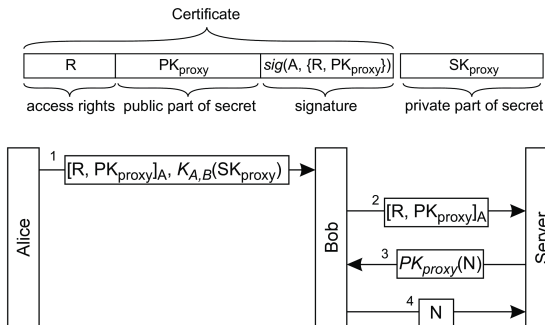 Certificate
R PKproxy sig(A, {R, PKproxy}) SKproxy
access rights public part of secret signature private part of secret
Alice
1 [R, PKproxy]A, KA,B(SKproxy)
Bob
2 [R, PKproxy]A
3 PKproxy(N)
4 N
Server